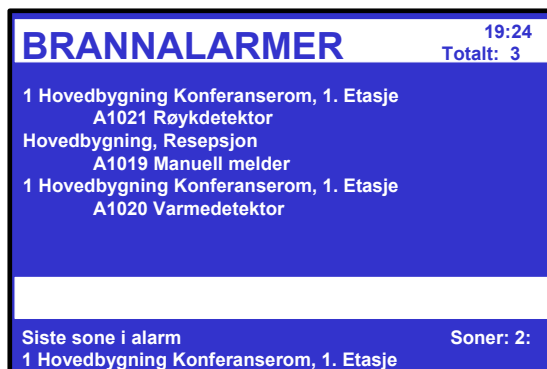 BRANNALARMER 19:24
Totalt: 3
1 Hovedbygning Konferanserom, 1. Etasje
A1021 Røykdetektor
Hovedbygning, Resepsjon
A1019 Manuell melder
1 Hovedbygning Konferanserom, 1. Etasje
A1020 Varmedetektor
Siste sone i alarm Soner: 2:
1 Hovedbygning Konferanserom, 1. Etasje